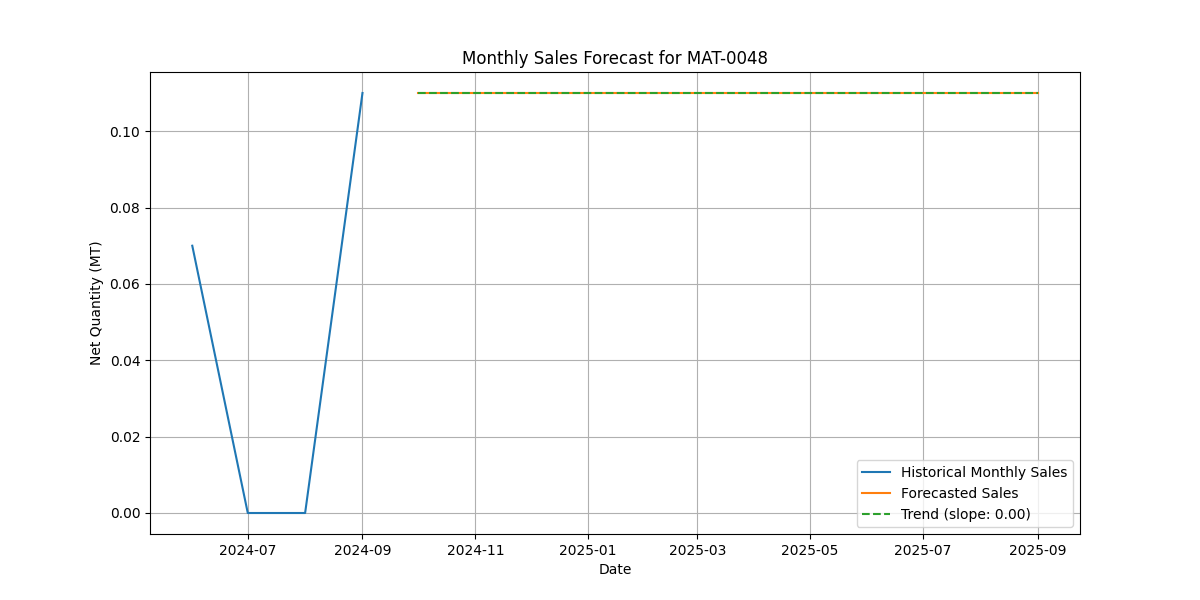 Monthly Sales Forecast for MAT-0048
Net Quantity (MT)
0.10
0.08
0.06
0.04
0.02
0.00
Historical Monthly Sales
Forecasted Sales
Trend (slope: 0.00)
2024-07 2024-09 2024-11 2025-01 2025-03 2025-05 2025-07 2025-09
Date